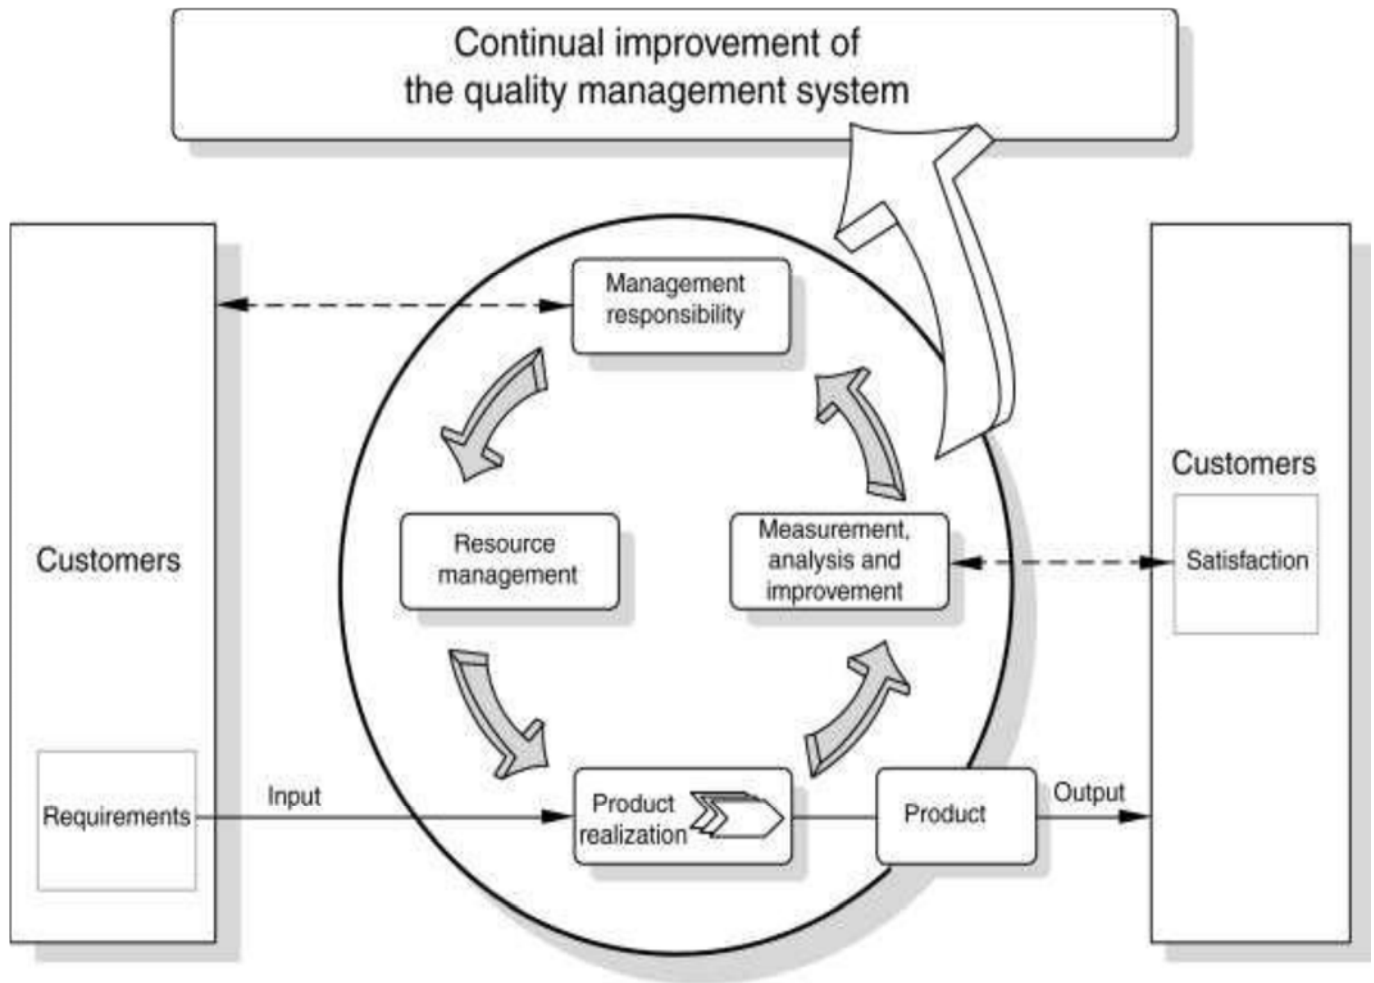 Continual improvement of
the quality management system
Management
responsibility
Customers
Resource
management
Measurement,
analysis and
improvement
Customers
Satisfaction
Requirements
Input
Product
realization
Product
Output